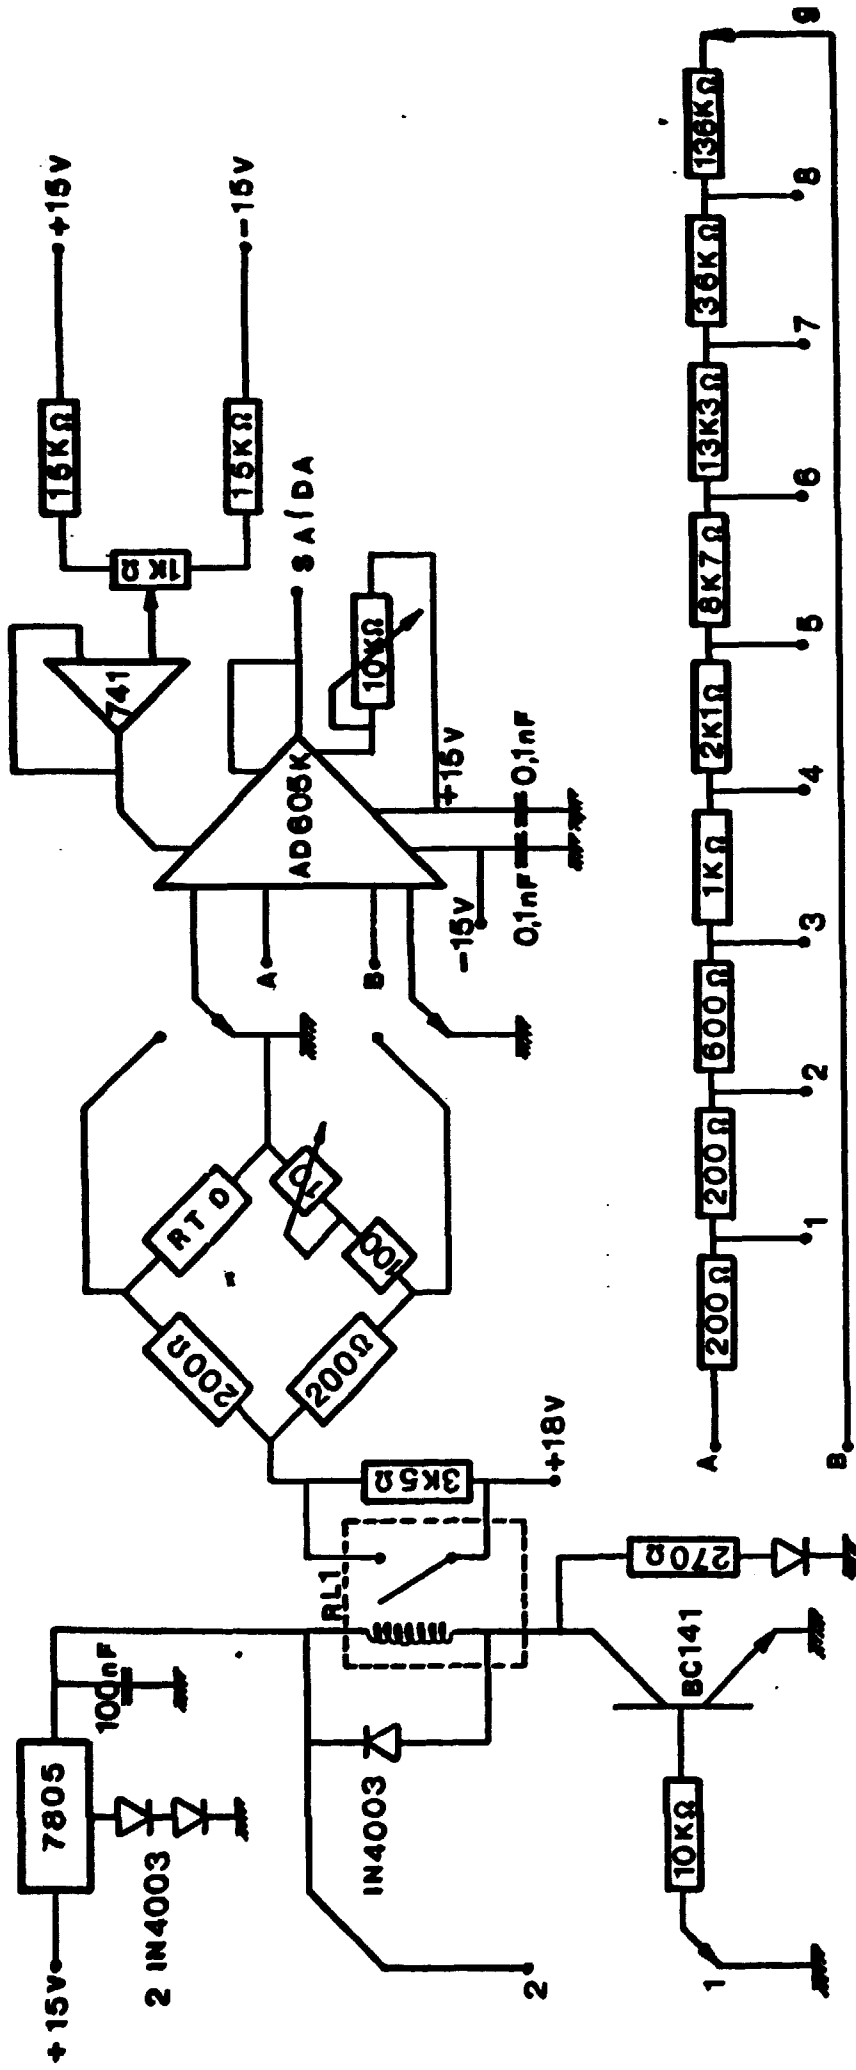 +15V
7805
2 IN4003
100nF
RL1
IN4003
2
1
10KΩ
BC141
270Ω
+18V
3K5Ω
200Ω
200Ω
RTD
10
100
A
B
AD605K
741
1KΩ
15KΩ
+15V
15KΩ
-15V
SAÍDA
10KΩ
+15V
-15V
0,1nF
0,1nF
A
200Ω
1
200Ω
2
600Ω
3
1KΩ
4
2K1Ω
5
8K7Ω
6
13K3Ω
7
36KΩ
8
136KΩ
9
B